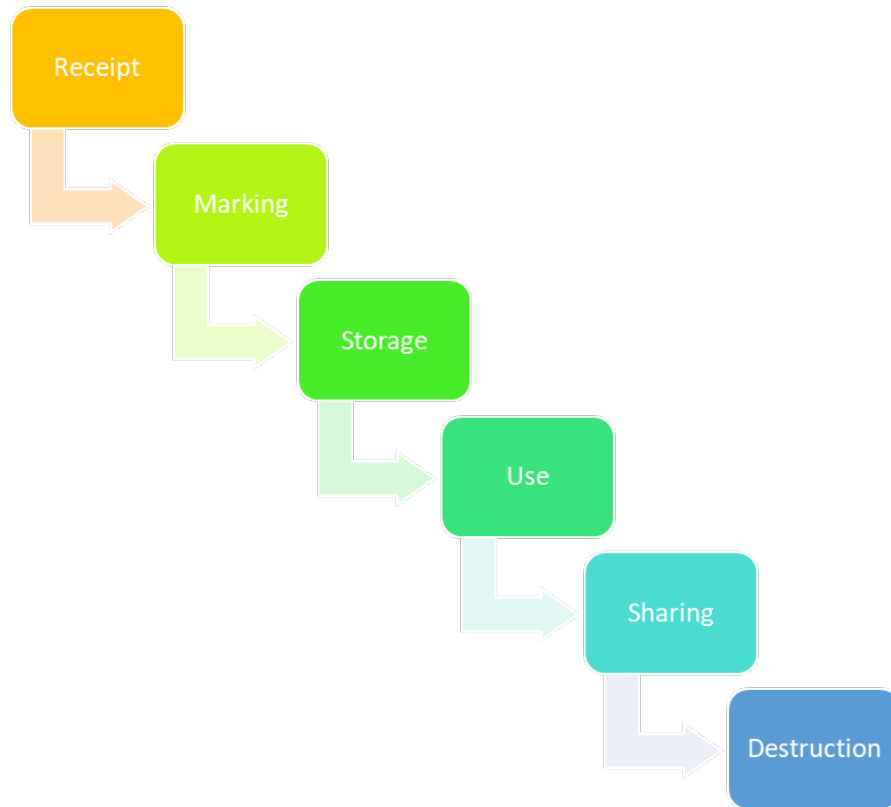 Receipt
Marking
Storage
Use
Sharing
Destruction